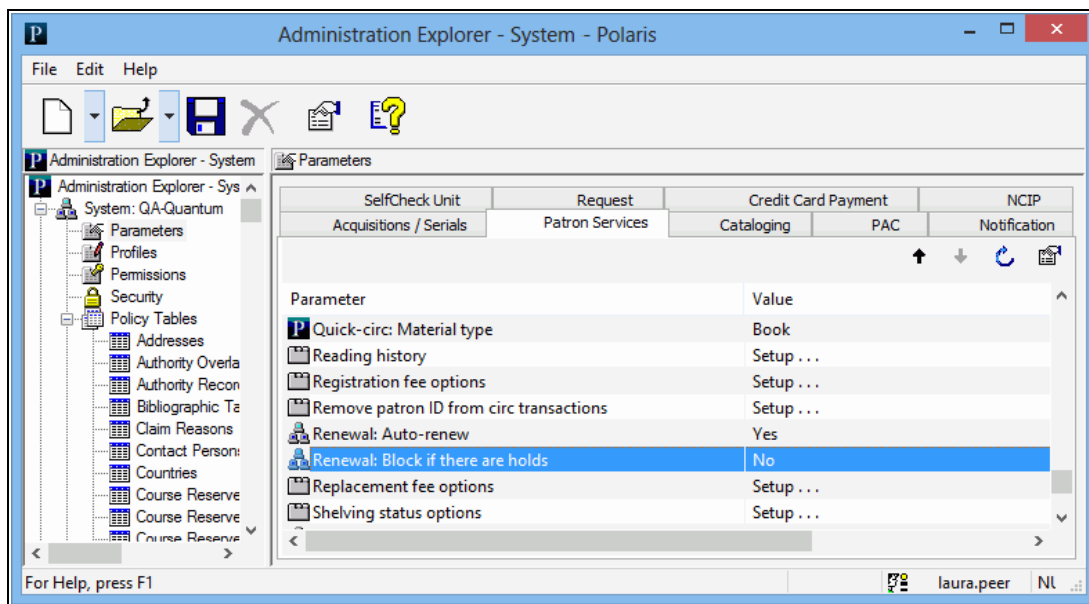 Administration Explorer - System - Polaris
File Edit Help
Administration Explorer - System
Parameters
Administration Explorer - Sys
System: QA-Quantum
Parameters
Profiles
Permissions
Security
Policy Tables
Addresses
Authority Overla
Authority Recor
Bibliographic Ta
Claim Reasons
Contact Person
Countries
Course Reserve
Course Reserve
Course Reserve
SelfCheck Unit Request Credit Card Payment NCIP
Acquisitions / Serials Patron Services Cataloging PAC Notification
Parameter Value
Quick-circ: Material type Book
Reading history Setup . . .
Registration fee options Setup . . .
Remove patron ID from circ transactions Setup . . .
Renewal: Auto-renew Yes
Renewal: Block if there are holds No
Replacement fee options Setup . . .
Shelving status options Setup . . .
For Help, press F1
laura.peer